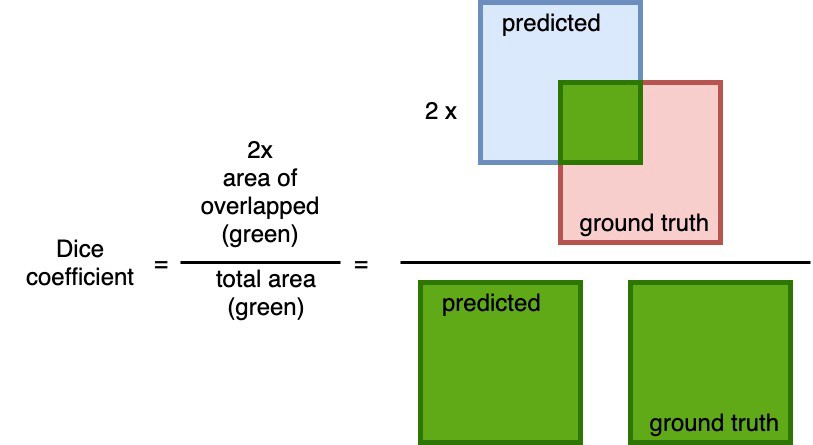 Dice
coefficient
=
2x
area of
overlapped
(green)
total area
(green)
=
2 x
predicted
ground truth
predicted
ground truth